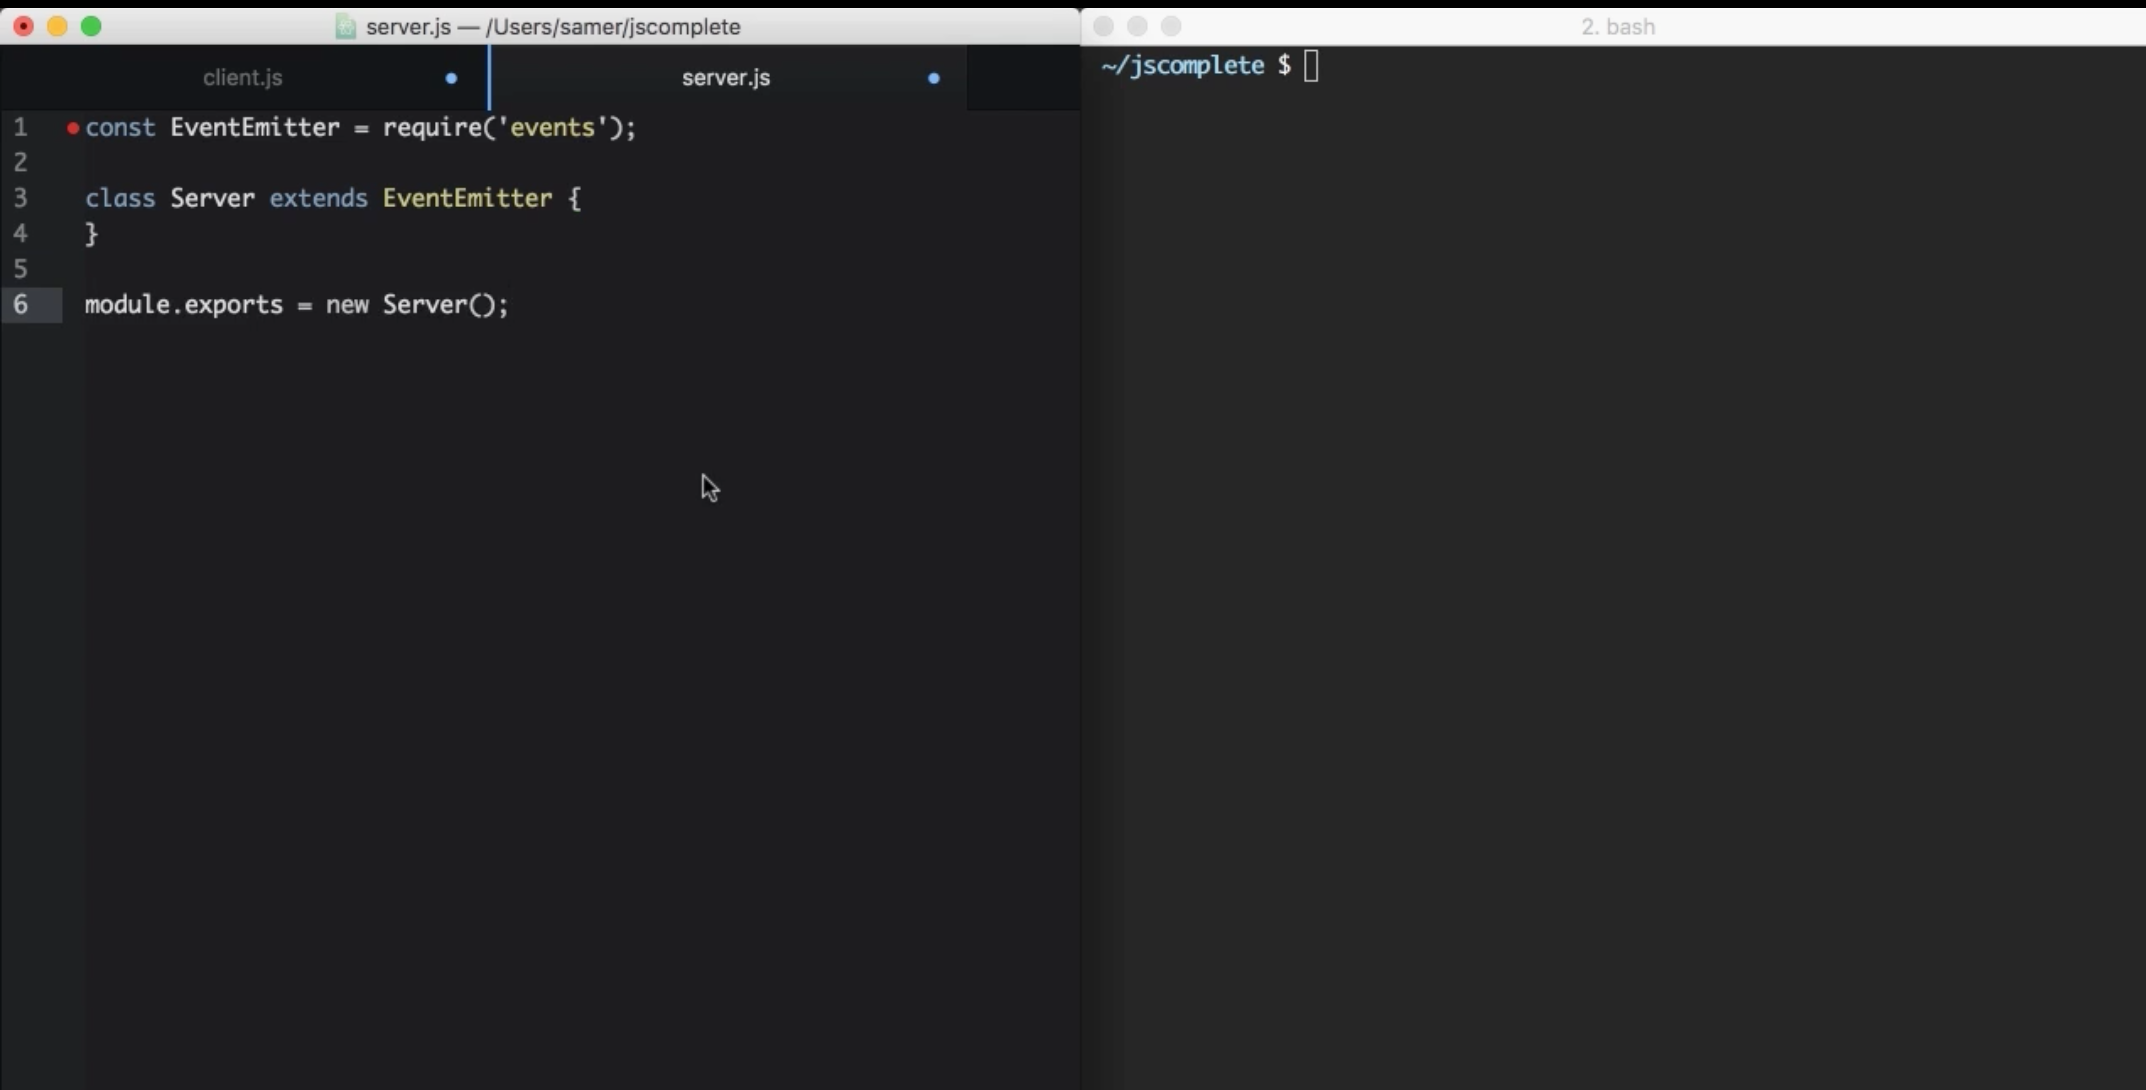 server.js — /Users/samer/jscomplete
client.js
server.js
1 const EventEmitter = require('events');
2
3 class Server extends EventEmitter {
4 }
5
6 module.exports = new Server();
2. bash
~/jscomplete $